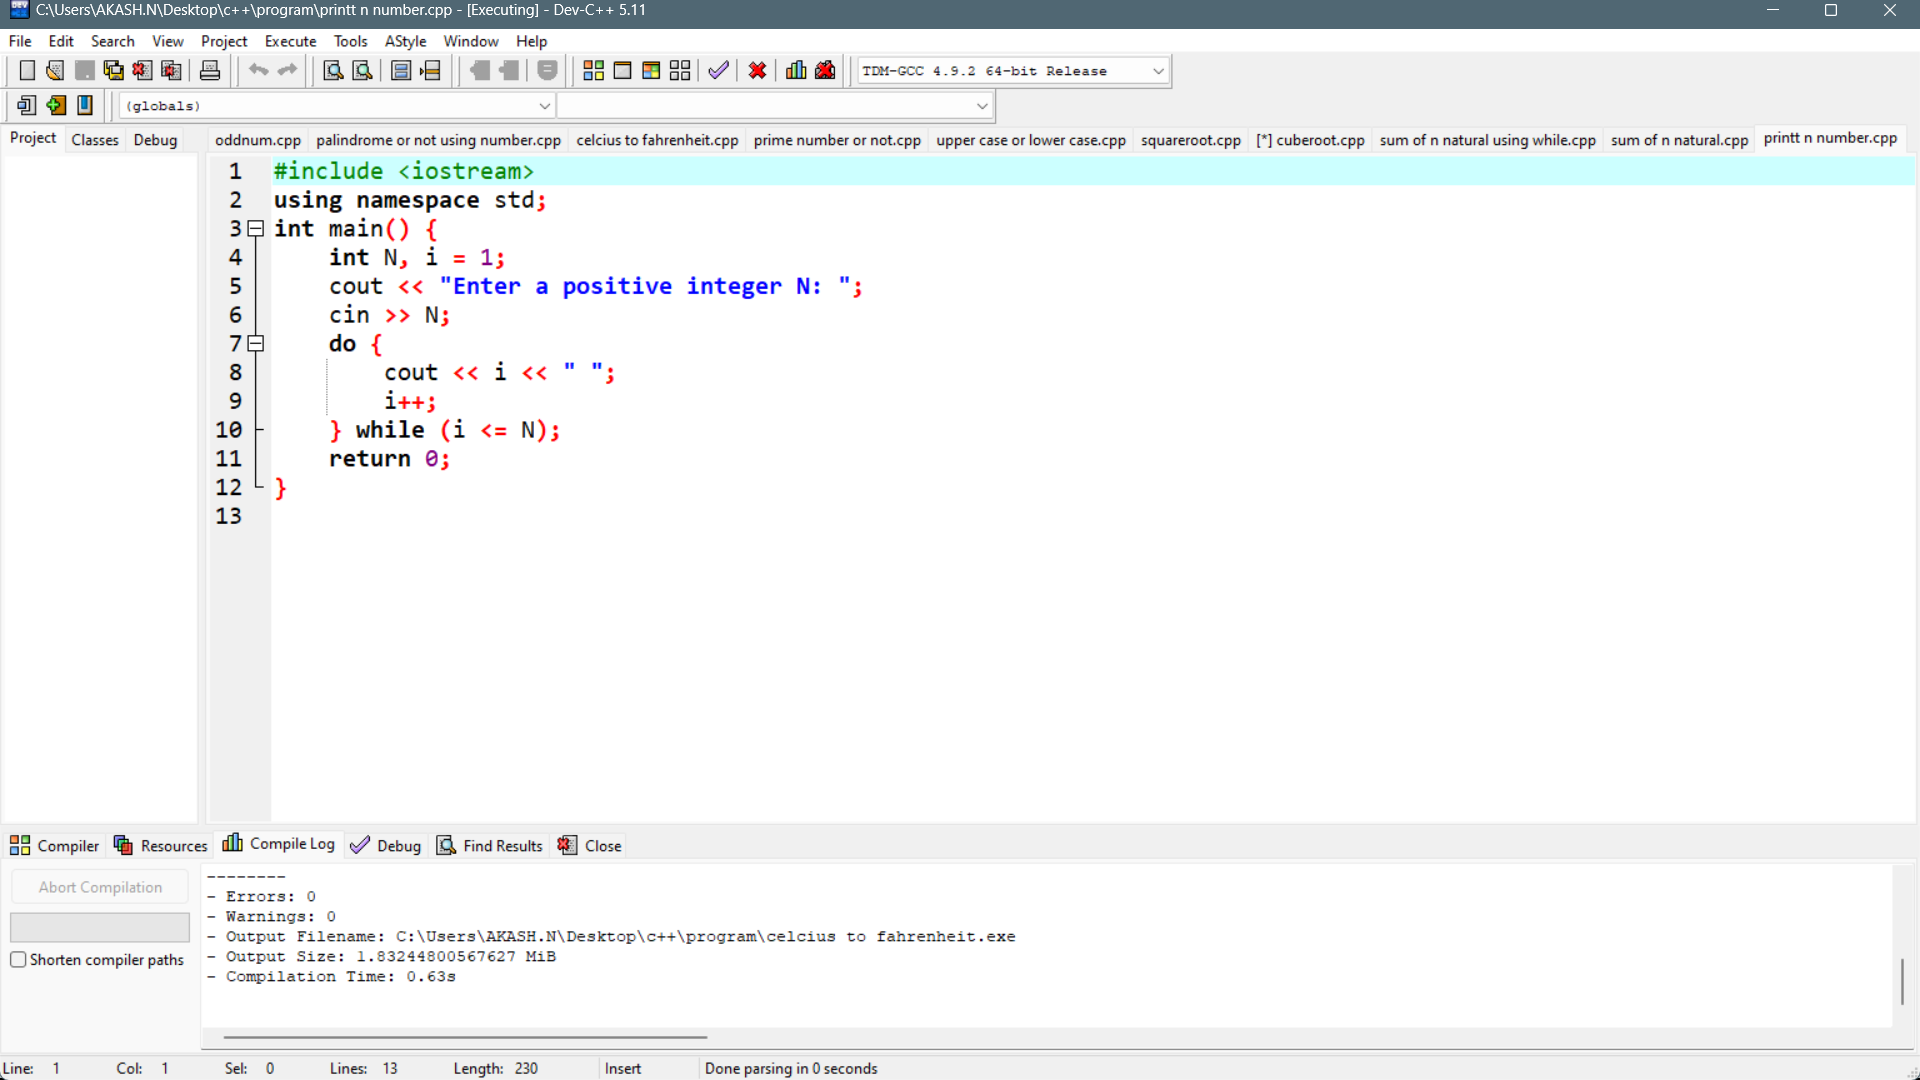 C:\Users\AKASH.N\Desktop\c++\program\printt n number.cpp - [Executing] - Dev-C++ 5.11
File Edit Search View Project Execute Tools AStyle Window Help
TDM-GCC 4.9.2 64-bit Release
(globals)
Project Classes Debug
oddnum.cpp palindrome or not using number.cpp celcius to fahrenheit.cpp prime number or not.cpp upper case or lower case.cpp squareroot.cpp [*] cuberoot.cpp sum of n natural using while.cpp sum of n natural.cpp printt n number.cpp
1 #include <iostream>
2 using namespace std;
3 int main() {
4     int N, i = 1;
5     cout << "Enter a positive integer N: ";
6     cin >> N;
7     do {
8         cout << i << " ";
9         i++;
10     } while (i <= N);
11     return 0;
12 }
13
Compiler Resources Compile Log Debug Find Results Close
Abort Compilation
Shorten compiler paths
--------
- Errors: 0
- Warnings: 0
- Output Filename: C:\Users\AKASH.N\Desktop\c++\program\celcius to fahrenheit.exe
- Output Size: 1.83244800567627 MiB
- Compilation Time: 0.63s
Line: 1 Col: 1 Sel: 0 Lines: 13 Length: 230 Insert Done parsing in 0 seconds